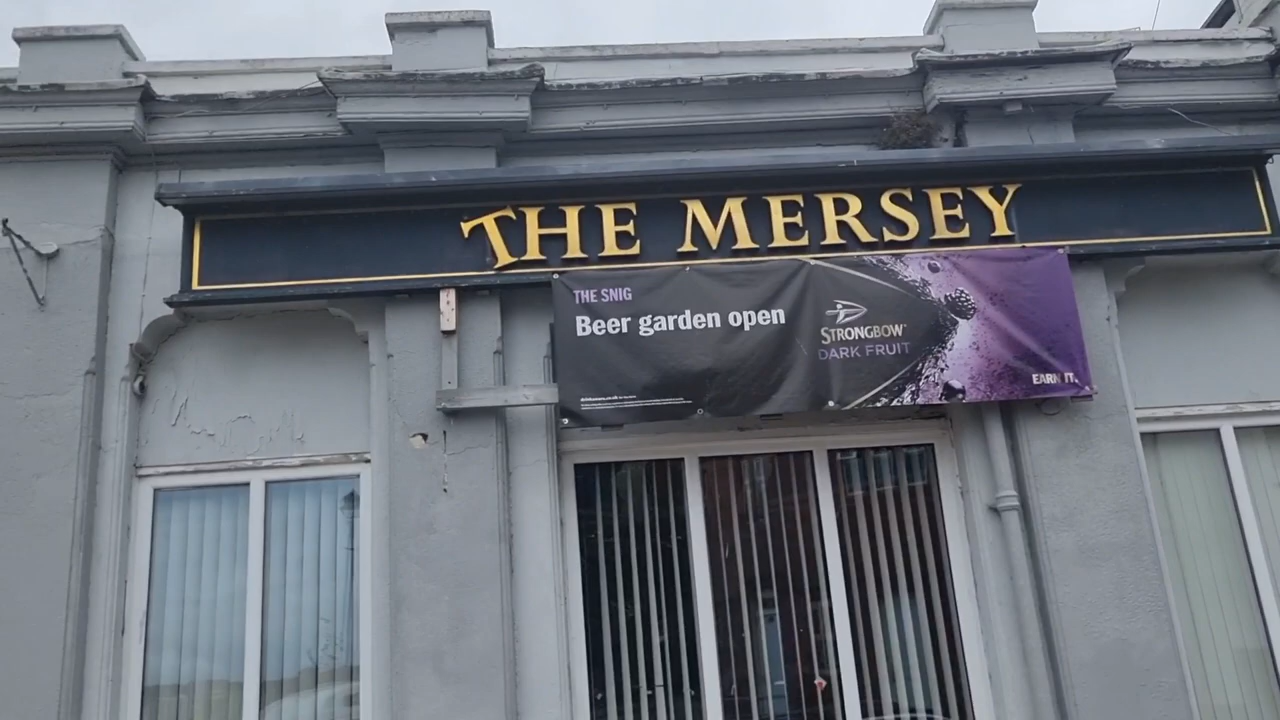 THE MERSEY
THE SNIG
Beer garden open
STRONGBOW
DARK FRUIT
EARN IT.